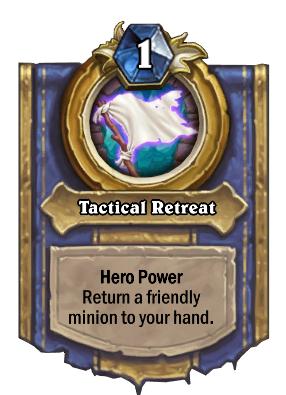 1
Tactical Retreat
Hero Power
Return a friendly
minion to your hand.